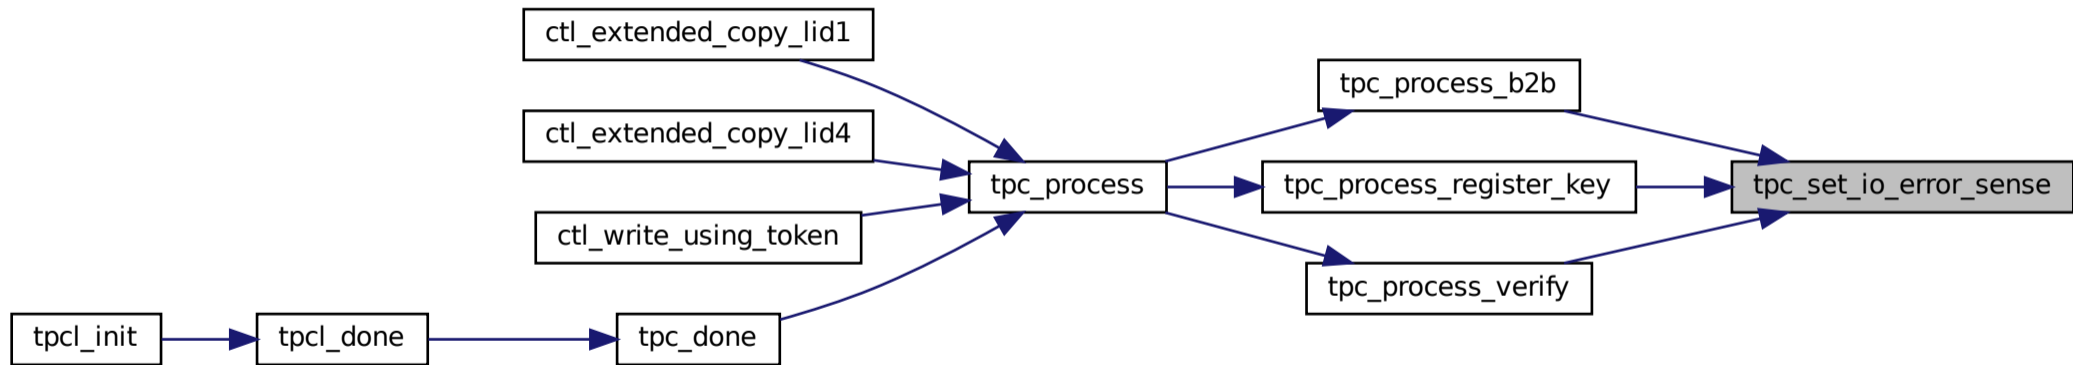 ctl_extended_copy_lid1
tpc_process_b2b
ctl_extended_copy_lid4
tpc_process
tpc_process_register_key
tpc_set_io_error_sense
ctl_write_using_token
tpc_process_verify
tpcl_init
tpcl_done
tpc_done